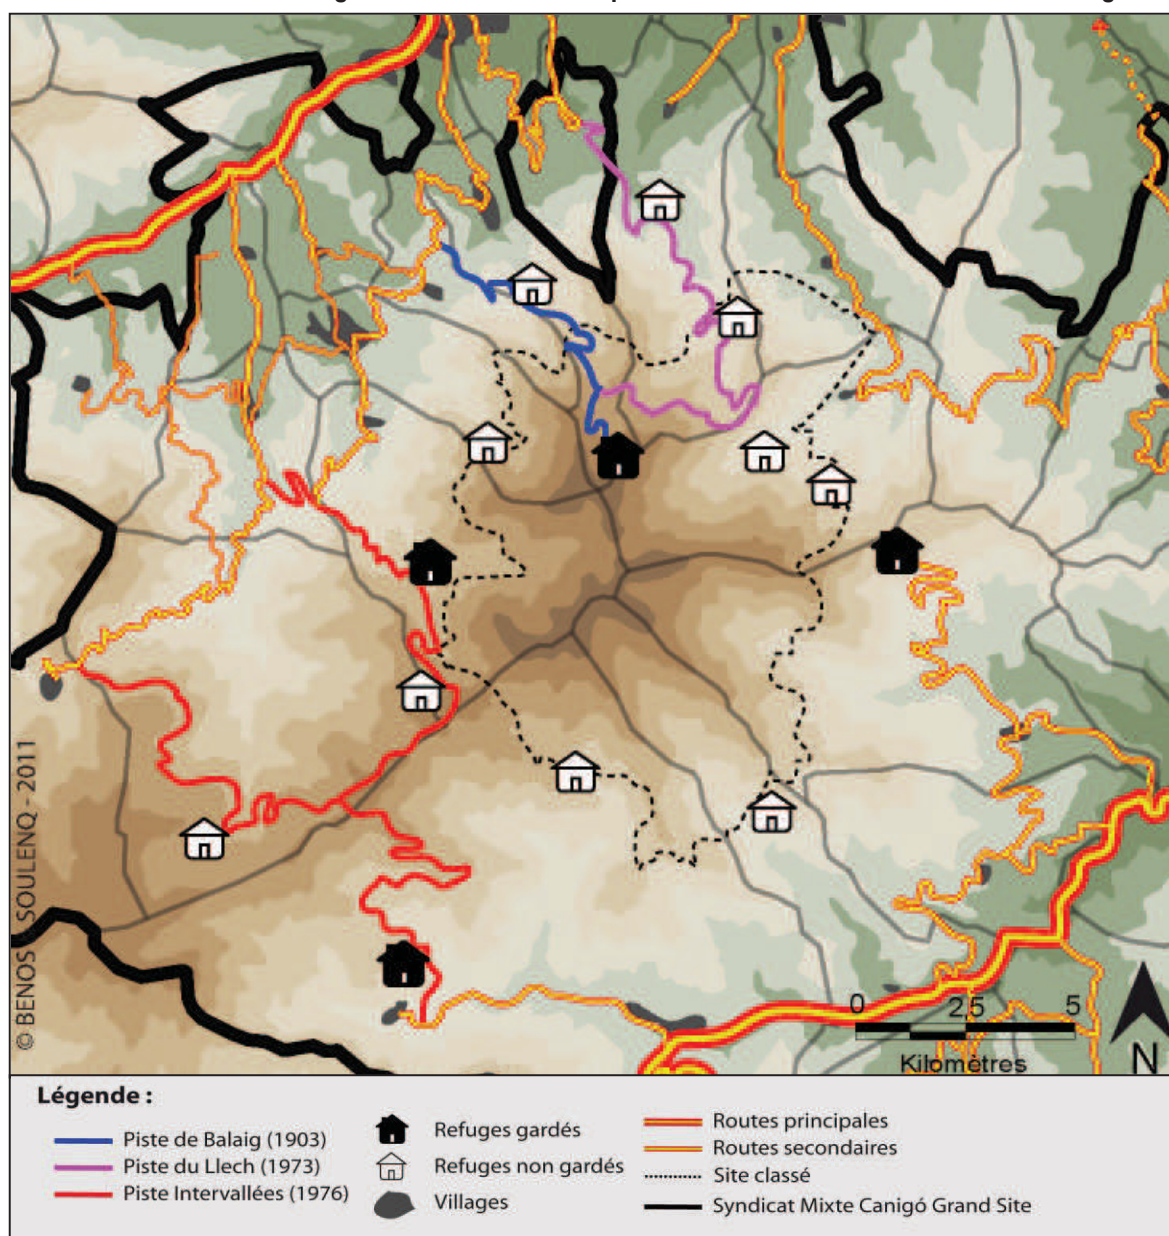 © BENOS - SOULENQ - 2011
0 2,5 5
Kilomètres
N
Légende :
Piste de Balaig (1903)
Piste du Llech (1973)
Piste Intervallées (1976)
Refuges gardés
Refuges non gardés
Villages
Routes principales
Routes secondaires
Site classé
Syndicat Mixte Canigó Grand Site